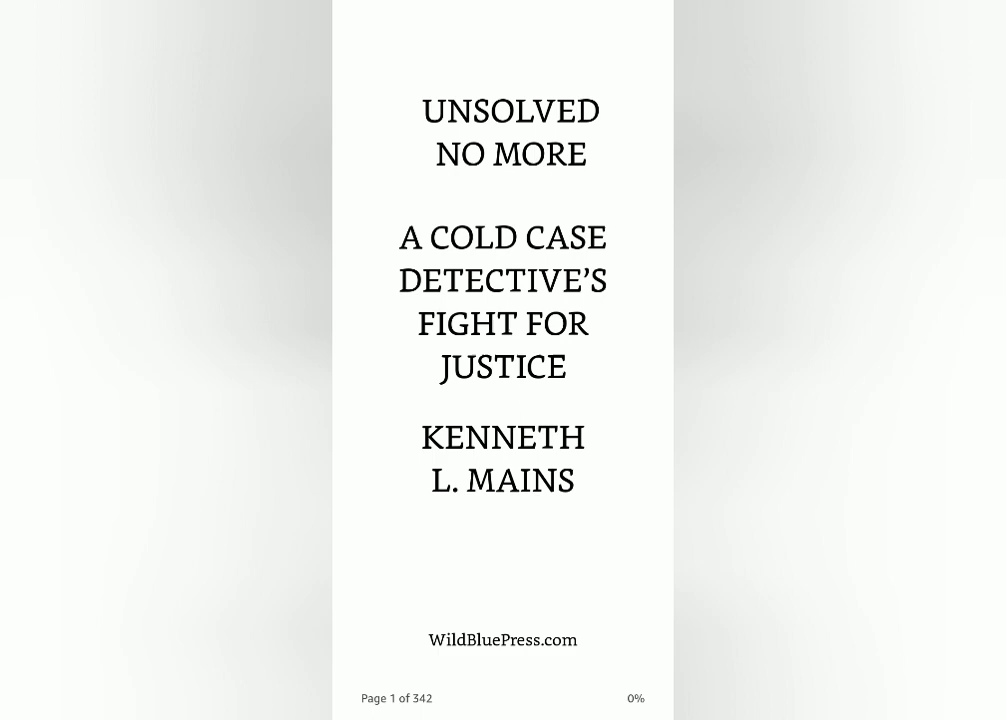 UNSOLVED
NO MORE
A COLD CASE
DETECTIVE’S
FIGHT FOR
JUSTICE
KENNETH
L. MAINS
WildBluePress.com
Page 1 of 342 0%